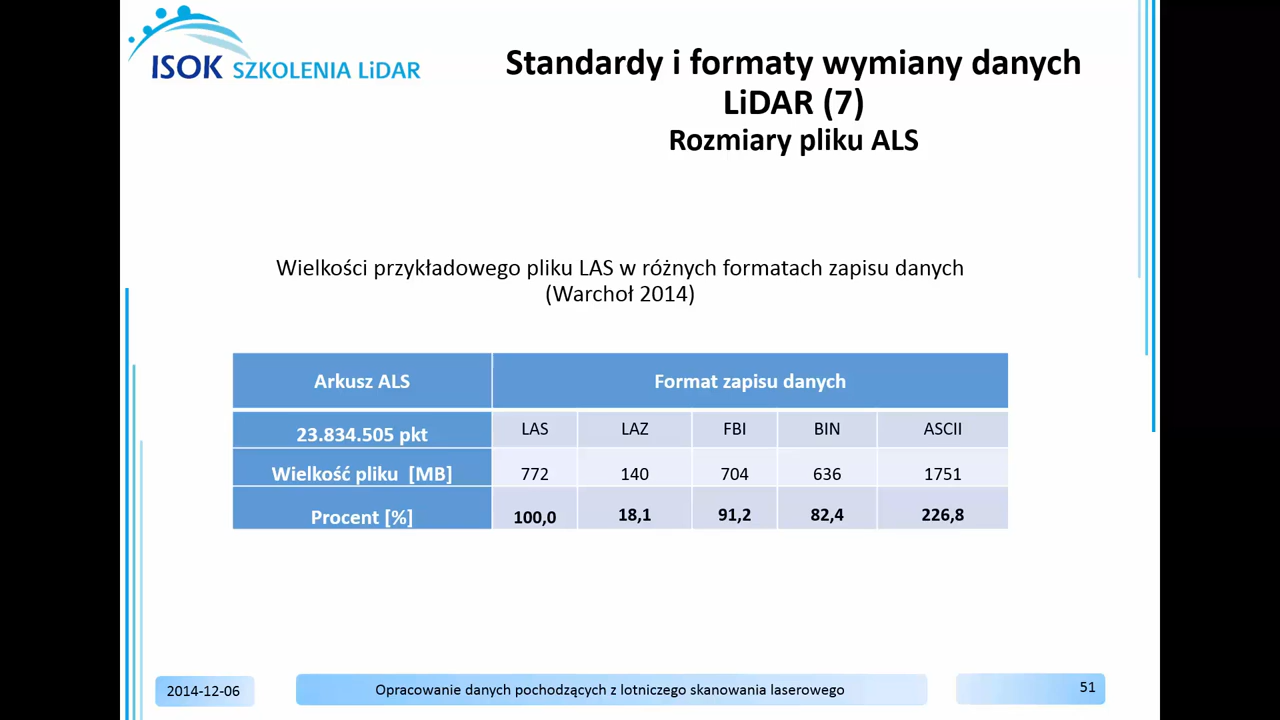 ISOK SZKOLENIA LiDAR
Standardy i formaty wymiany danych
LiDAR (7)
Rozmiary pliku ALS
Wielkości przykładowego pliku LAS w różnych formatach zapisu danych
(Warchoł 2014)
Arkusz ALS Format zapisu danych
23.834.505 pkt LAS LAZ FBI BIN ASCII
Wielkość pliku [MB] 772 140 704 636 1751
Procent [%] 100,0 18,1 91,2 82,4 226,8
2014-12-06 Opracowanie danych pochodzących z lotniczego skanowania laserowego 51